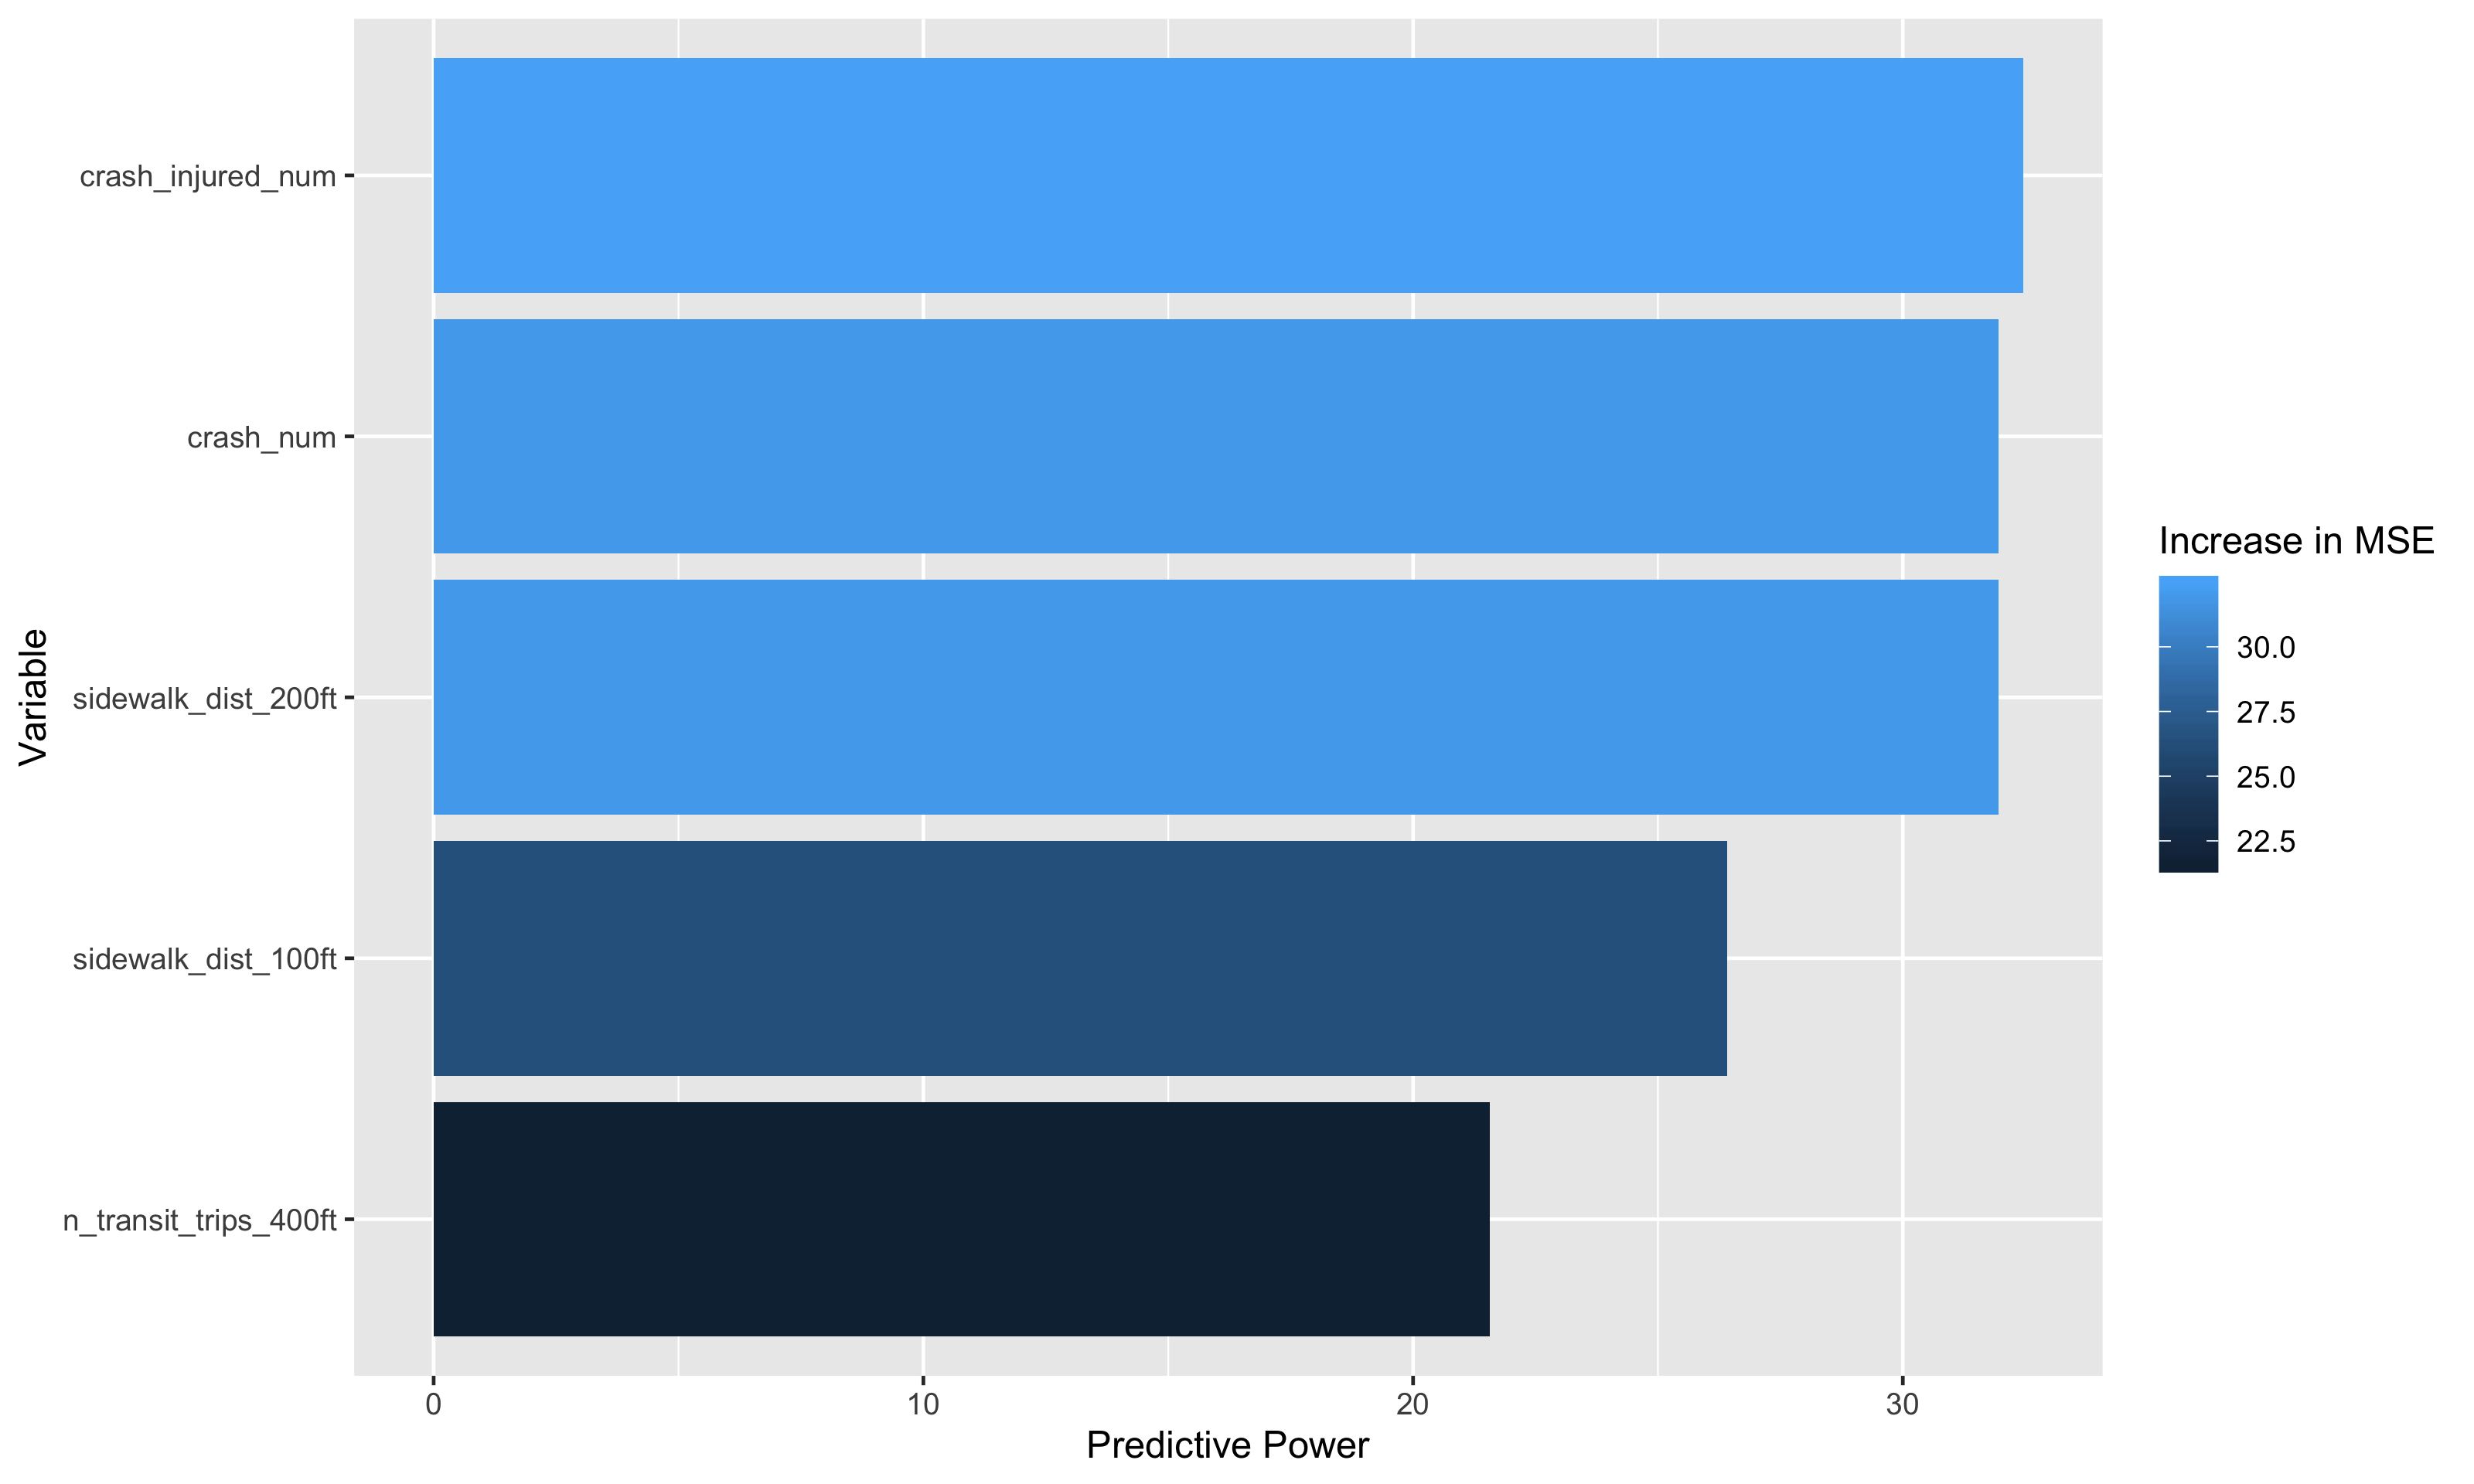 Variable
crash_injured_num
crash_num
sidewalk_dist_200ft
sidewalk_dist_100ft
n_transit_trips_400ft
0 10 20 30
Predictive Power
Increase in MSE
30.0
27.5
25.0
22.5